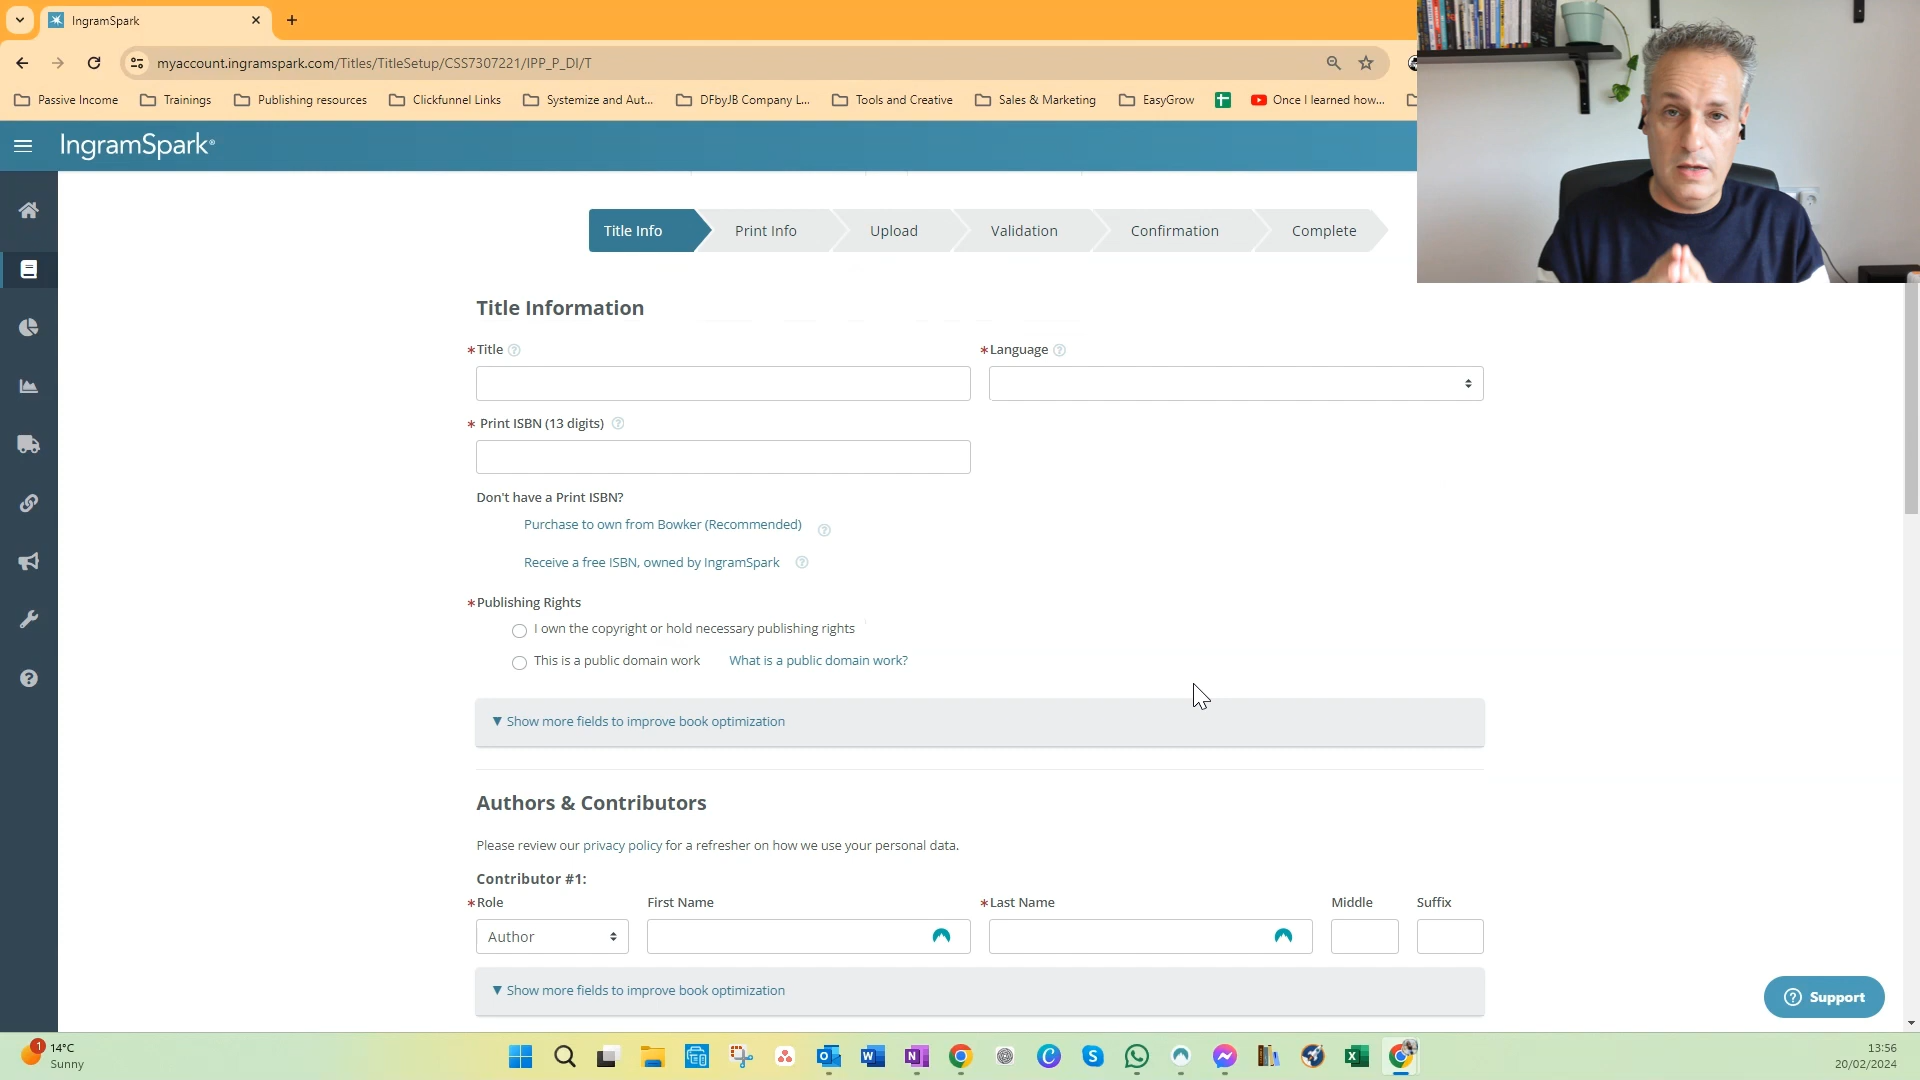 IngramSpark
myaccount.ingramspark.com/Titles/TitleSetup/CSS7307221/IPP_P_DI/T
Passive Income
Trainings
Publishing resources
Clickfunnel Links
Systemize and Aut...
DFbyJB Company L...
Tools and Creative
Sales & Marketing
EasyGrow
Once I learned how...
IngramSpark®
Title Info
Print Info
Upload
Validation
Confirmation
Complete
Title Information
*Title ?
*Language ?
* Print ISBN (13 digits) ?
Don't have a Print ISBN?
Purchase to own from Bowker (Recommended) ?
Receive a free ISBN, owned by IngramSpark ?
*Publishing Rights
I own the copyright or hold necessary publishing rights
This is a public domain work What is a public domain work?
▼ Show more fields to improve book optimization
Authors & Contributors
Please review our privacy policy for a refresher on how we use your personal data.
Contributor #1:
*Role
First Name
*Last Name
Middle
Suffix
Author
▼ Show more fields to improve book optimization
? Support
1
14°C
Sunny
13:56
20/02/2024